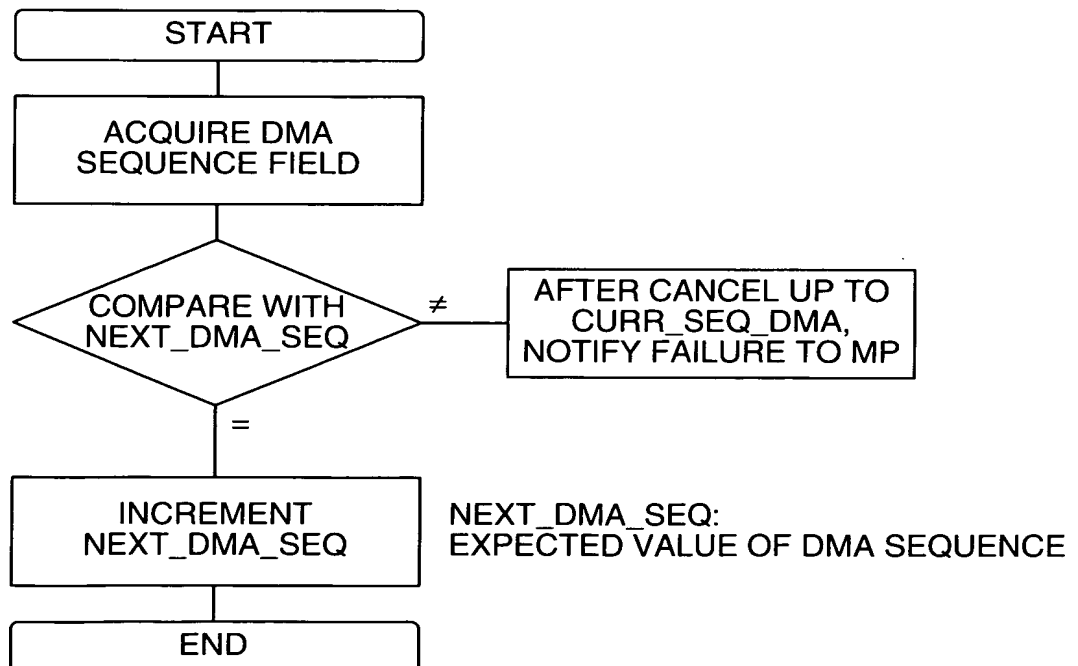 START
ACQUIRE DMA
SEQUENCE FIELD
COMPARE WITH
NEXT_DMA_SEQ
≠
AFTER CANCEL UP TO
CURR_SEQ_DMA,
NOTIFY FAILURE TO MP
=
INCREMENT
NEXT_DMA_SEQ
NEXT_DMA_SEQ:
EXPECTED VALUE OF DMA SEQUENCE
END